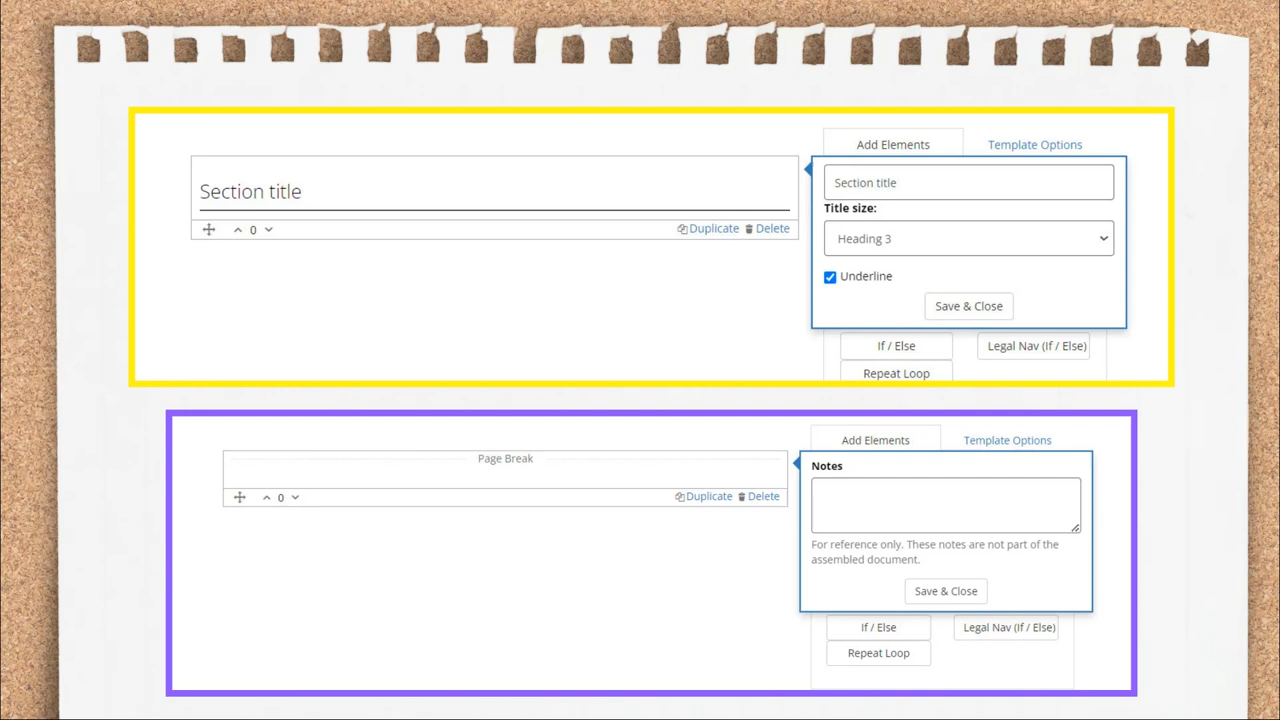 Add Elements
Template Options
Section title
Section title
Title size:
Heading 3
0
Duplicate
Delete
Underline
Save & Close
If / Else
Legal Nav (If / Else)
Repeat Loop
Add Elements
Template Options
Page Break
Notes
0
Duplicate
Delete
For reference only. These notes are not part of the
assembled document.
Save & Close
If / Else
Legal Nav (If / Else)
Repeat Loop